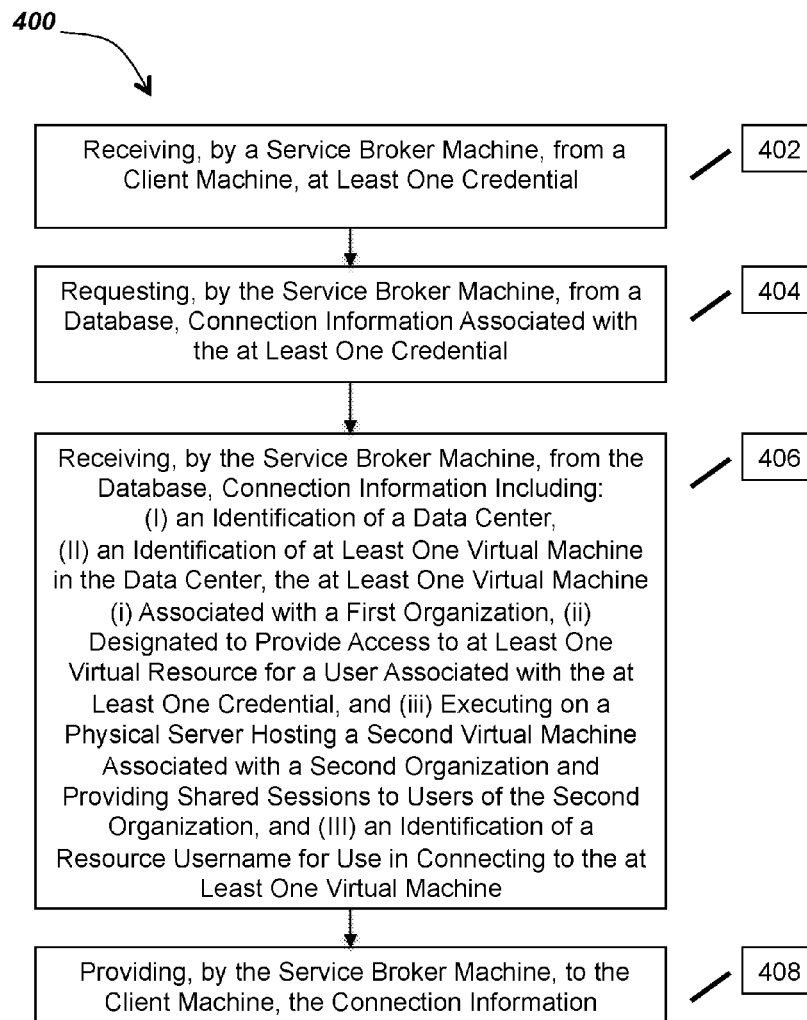 400
Receiving, by a Service Broker Machine, from a
Client Machine, at Least One Credential
402
Requesting, by the Service Broker Machine, from a
Database, Connection Information Associated with
the at Least One Credential
404
Receiving, by the Service Broker Machine, from the
Database, Connection Information Including:
(I) an Identification of a Data Center,
(II) an Identification of at Least One Virtual Machine
in the Data Center, the at Least One Virtual Machine
(i) Associated with a First Organization, (ii)
Designated to Provide Access to at Least One
Virtual Resource for a User Associated with the at
Least One Credential, and (iii) Executing on a
Physical Server Hosting a Second Virtual Machine
Associated with a Second Organization and
Providing Shared Sessions to Users of the Second
Organization, and (III) an Identification of a
Resource Username for Use in Connecting to the at
Least One Virtual Machine
406
Providing, by the Service Broker Machine, to the
Client Machine, the Connection Information
408